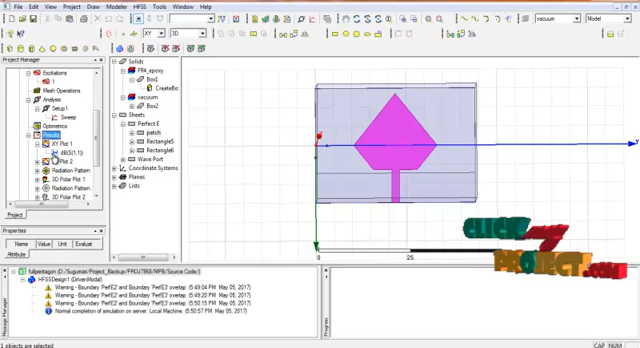 File Edit View Project Draw Modeler HFSS Tools Window Help
vacuum
Model
XY
3D
Project Manager
Excitations
1
Mesh Operations
Analysis
Setup1
Sweep
Optimetrics
Results
XY Plot 1
dB(S(1,1))
Plot 2
Radiation Pattern
3D Polar Plot 1
Radiation Pattern
3D Polar Plot
Project
Properties
Name Value Unit Evaluat
Attribute
Solids
FR4_epoxy
Box1
CreateBo
vacuum
Box2
Sheets
Perfect E
patch
Rectangle5
Rectangle6
Wave Port
Coordinate Systems
Planes
Lists
Y
0
25
CLICK
7
PROJECT.COM
Message Manager
fullpentagon (D:/Sugumar/Project_Backup/PROJ7868/MPB/Source Code/)
HFSSDesign1 (DrivenModal)
Warning - Boundary 'PerfE2' and Boundary 'PerfE3' overlap. (5:49:04 PM May 05, 2017)
Warning - Boundary 'PerfE2' and Boundary 'PerfE3' overlap. (5:49:20 PM May 05, 2017)
Warning - Boundary 'PerfE2' and Boundary 'PerfE3' overlap. (5:50:15 PM May 05, 2017)
Normal completion of simulation on server: Local Machine. (5:50:57 PM May 05, 2017)
Progress
1 objects are selected
CAP NUM